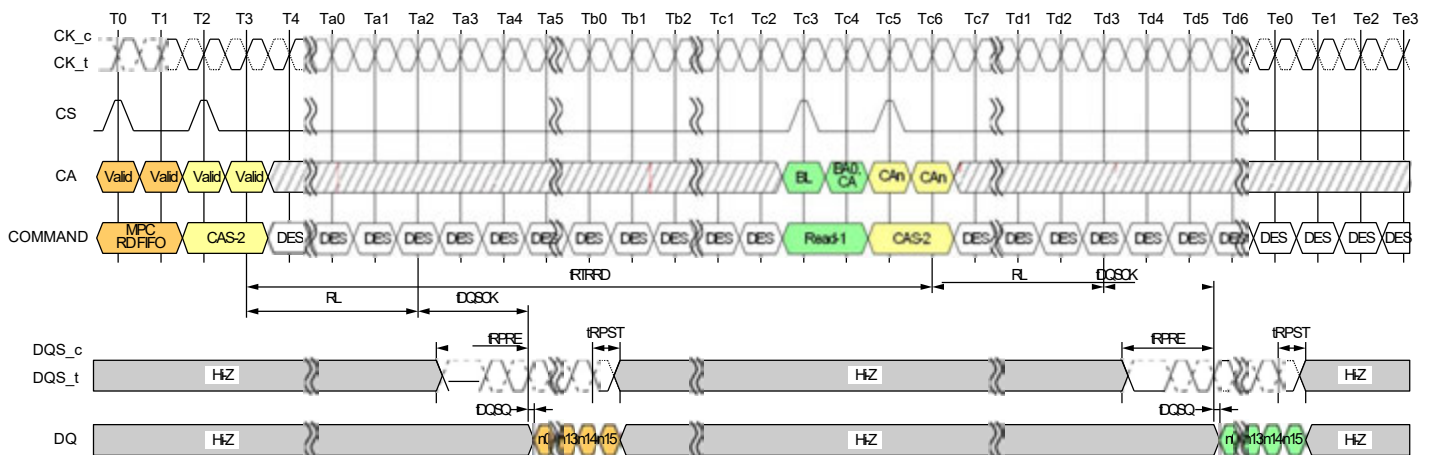 T0 T1 T2 T3 T4 Ta0 Ta1 Ta2 Ta3 Ta4 Ta5 Tb0 Tb1 Tb2 Tc1 Tc2 Tc3 Tc4 Tc5 Tc6 Tc7 Td1 Td2 Td3 Td4 Td5 Td6 Te0 Te1 Te2 Te3
CK_c
CK_t
CS
CA Valid Valid Valid Valid BL BA0, CA CAn CAn
COMMAND MPC RDFIFO CAS-2 DES DES DES DES DES DES DES DES DES DES DES DES Read-1 CAS-2 DES DES DES DES DES DES DES DES DES DES DES
tRTRRD
RL tDQSCK
RL tDQSCK
DQS_c
DQS_t
tRPRE tRPST tRPRE tRPST
Hi-Z Hi-Z Hi-Z
tDQSQ tDQSQ
DQ Hi-Z n0 n13 n14 n15 Hi-Z n0 n13 n14 n15 Hi-Z